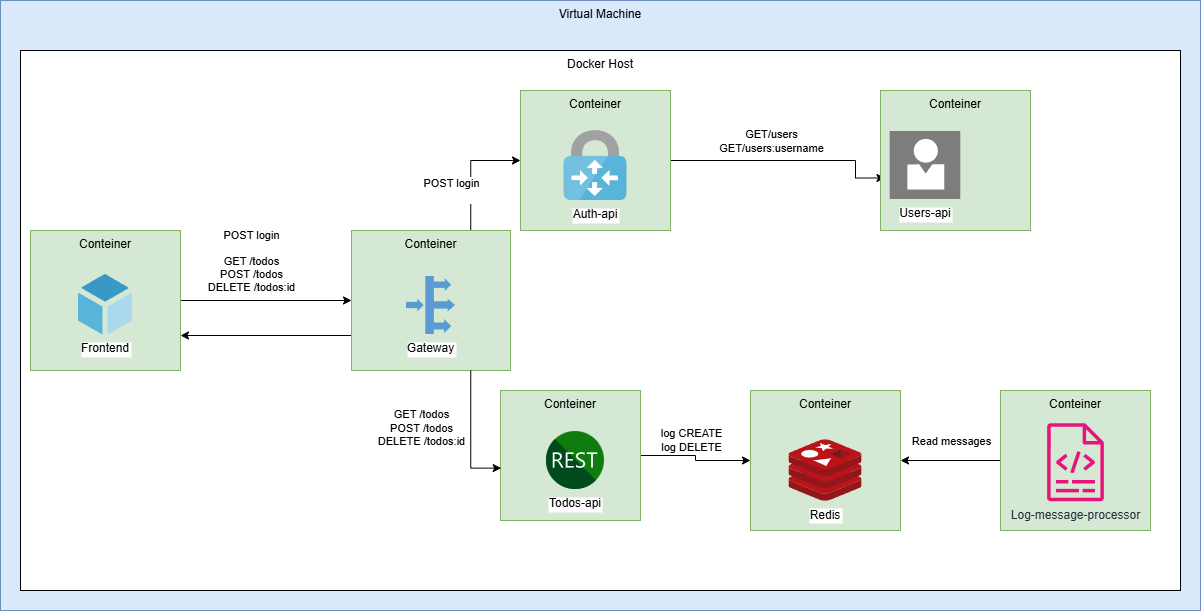 Virtual Machine
Docker Host
Conteiner
Auth-api
GET/users
GET/users:username
Conteiner
Users-api
POST login
Conteiner
Frontend
POST login
GET /todos
POST /todos
DELETE /todos:id
Conteiner
Gateway
GET /todos
POST /todos
DELETE /todos:id
Conteiner
REST
Todos-api
log CREATE
log DELETE
Conteiner
Redis
Read messages
Conteiner
Log-message-processor